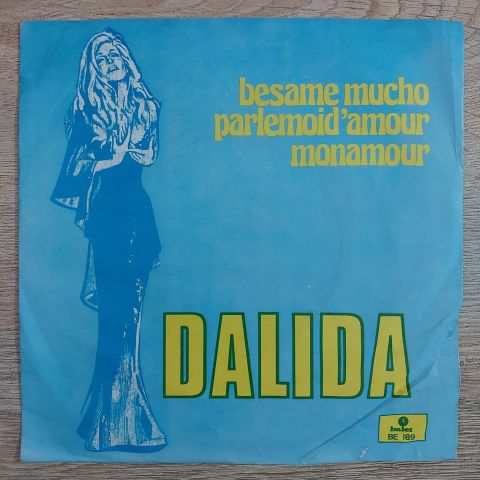 besame mucho
parlemoid'amour
monamour
DALIDA
balet
BE 189